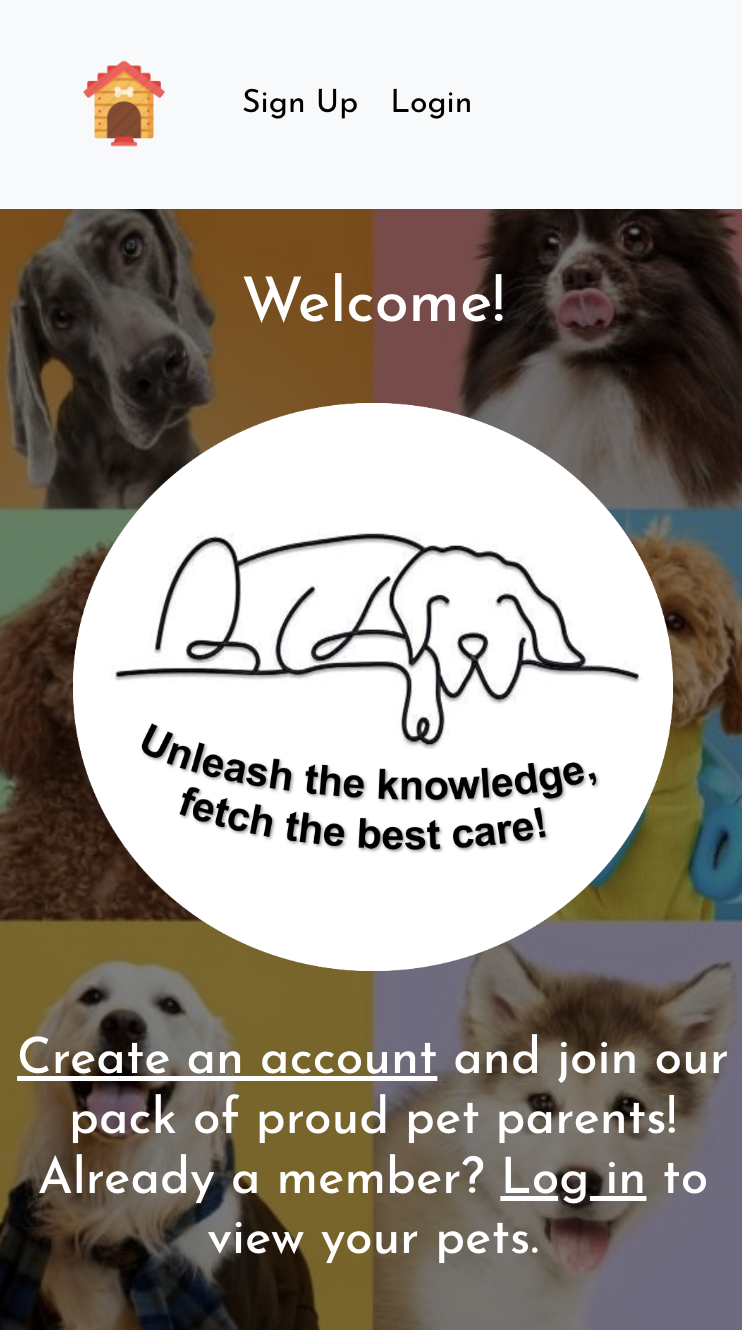 Sign Up Login
Welcome!
Unleash the knowledge,
fetch the best care!
Create an account and join our
pack of proud pet parents!
Already a member? Log in to
view your pets.